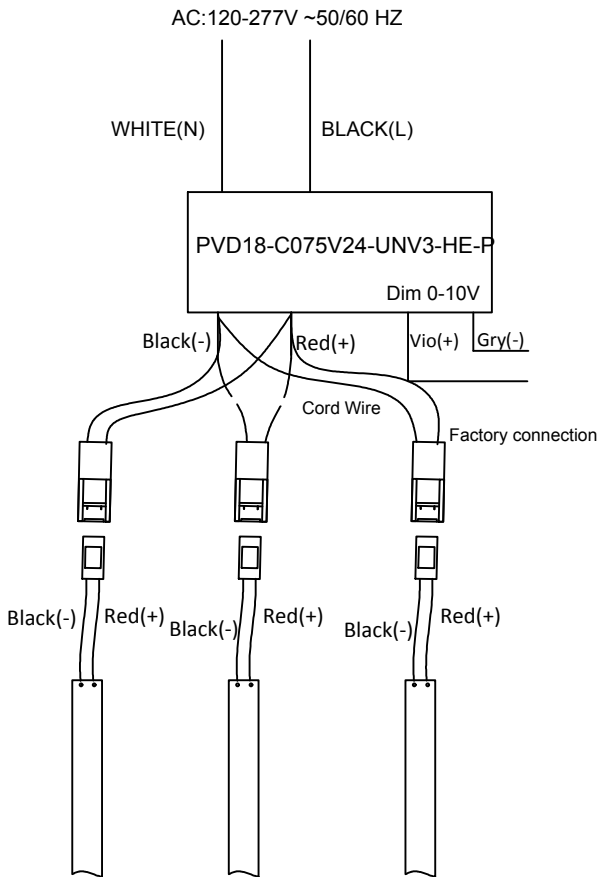 AC:120-277V ~50/60 HZ
WHITE(N)
BLACK(L)
PVD18-C075V24-UNV3-HE-P
Dim 0-10V
Black(-)
Red(+)
Vio(+)
Gry(-)
Cord Wire
Factory connection
Black(-)
Red(+)
Black(-)
Red(+)
Black(-)
Red(+)